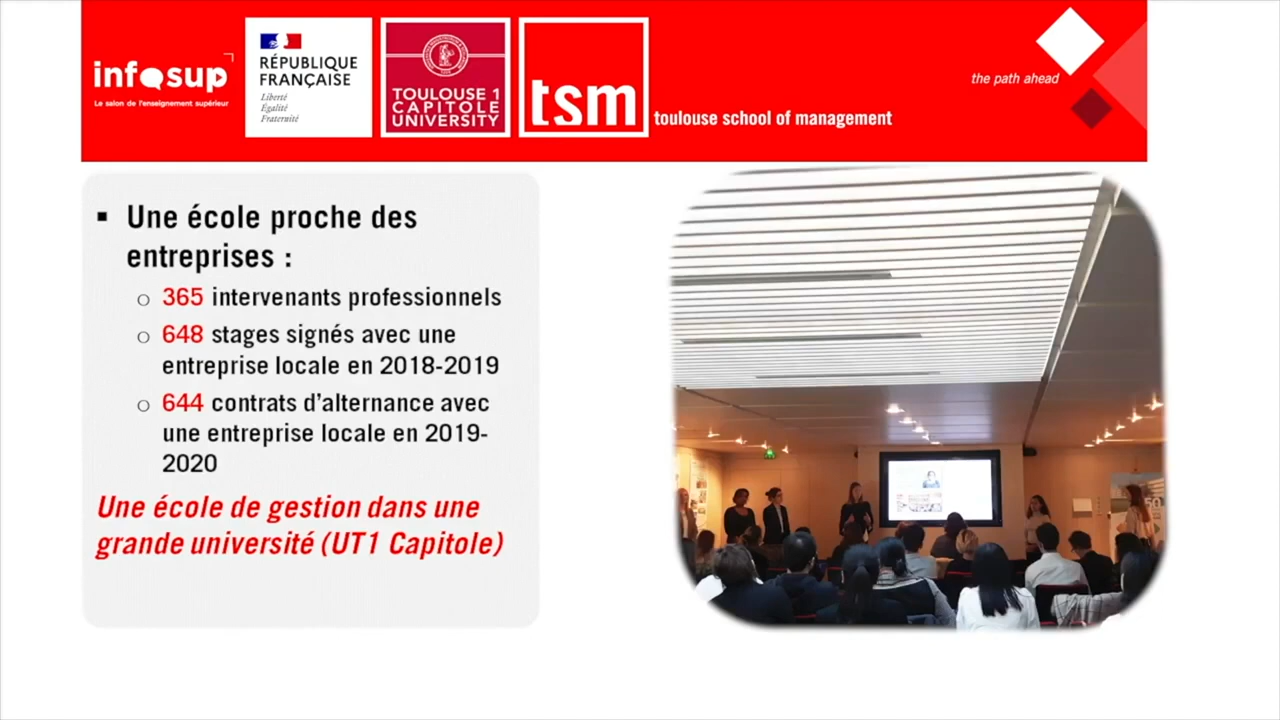 infosup
Le salon de l'enseignement supérieur
RÉPUBLIQUE
FRANÇAISE
Liberté
Égalité
Fraternité
TOULOUSE 1
CAPITOLE
UNIVERSITY
tsm
toulouse school of management
the path ahead
▪ Une école proche des
entreprises :
o 365 intervenants professionnels
o 648 stages signés avec une
entreprise locale en 2018-2019
o 644 contrats d'alternance avec
une entreprise locale en 2019-
2020
Une école de gestion dans une
grande université (UT1 Capitole)
50